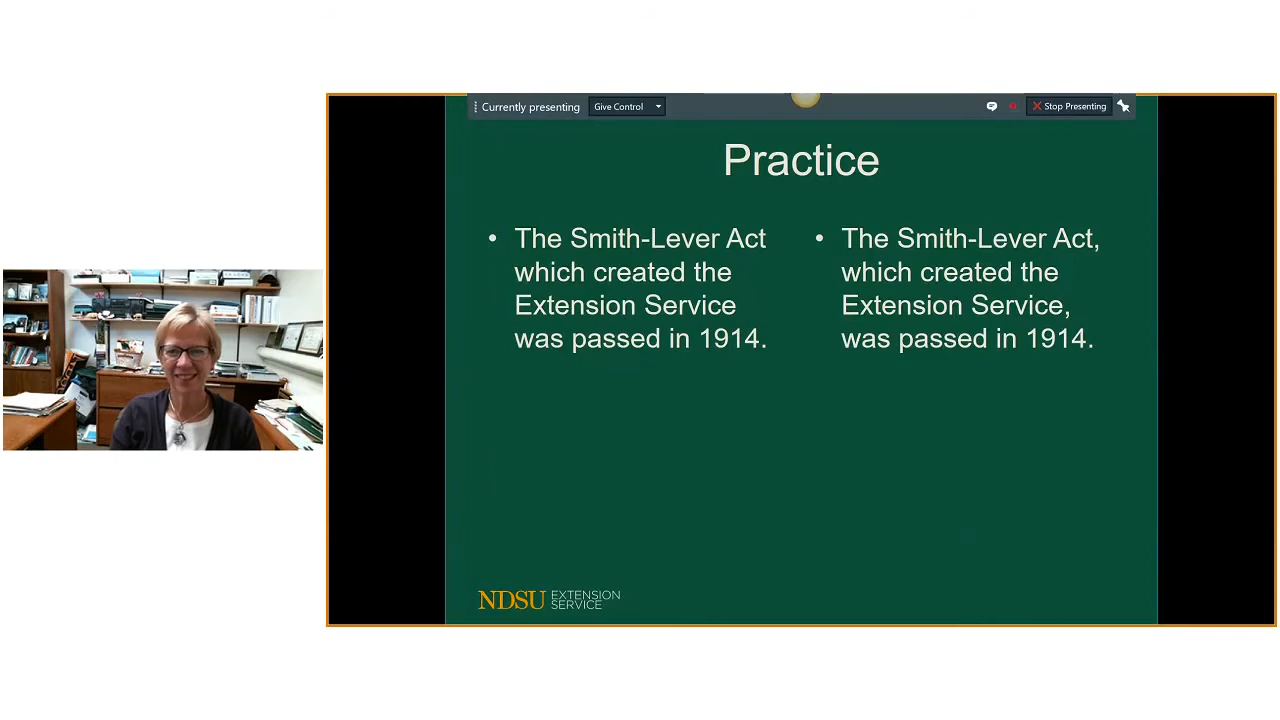 Currently presenting
Give Control
Stop Presenting
Practice
• The Smith-Lever Act
which created the
Extension Service
was passed in 1914.
• The Smith-Lever Act,
which created the
Extension Service,
was passed in 1914.
NDSU EXTENSION
SERVICE